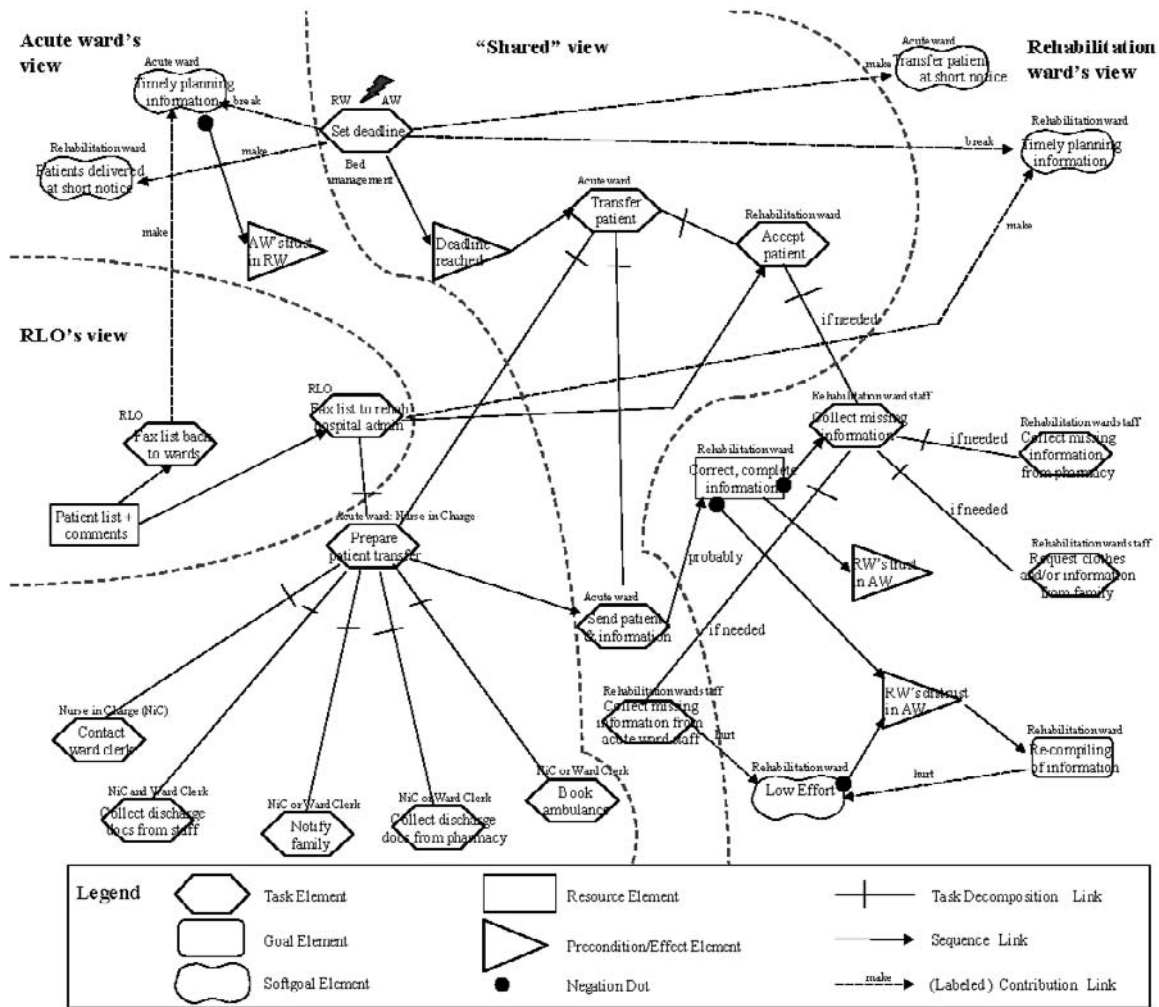 Acute ward's
view
"Shared" view
Rehabilitation
ward's view
Acute ward
Timely planning
information
break
RW
AW
Set deadline
Bed
management
make
Acute ward
Transfer patient
at short notice
Rehabilitation ward
Patients delivered
at short notice
make
break
Rehabilitation ward
Timely planning
information
Acute ward
Transfer
patient
Rehabilitation ward
Accept
patient
make
make
AW's trust
in RW
Deadline
reached
RLO's view
if needed
RLO
Fax list to rehab
hospital admin
RLO
Fax list back
to wards
Rehabilitation ward staff
Collect missing
information
if needed
Rehabilitation ward staff
Collect missing
information
from pharmacy
Rehabilitation ward
Correct, complete
information
if needed
Patient list +
comments
Acute ward: Nurse in Charge
Prepare
patient transfer
probably
RW's trust
in AW
Rehabilitation ward staff
Request clothes
and/or information
from family
Acute ward
Send patient
& information
if needed
Rehabilitation ward staff
Collect missing
information from
acute ward staff
hurt
RW's distrust
in AW
Nurse in Charge (NiC)
Contact
ward clerk
Rehabilitation ward
Re-compiling
of information
Rehabilitation ward
Low Effort
hurt
NiC and Ward Clerk
Collect discharge
docs from staff
NiC or Ward Clerk
Notify
family
NiC or Ward Clerk
Collect discharge
docs from pharmacy
NiC or Ward Clerk
Book
ambulance
Legend
Task Element
Resource Element
Task Decomposition Link
Goal Element
Precondition/Effect Element
Sequence Link
Softgoal Element
Negation Dot
make
(Labeled) Contribution Link